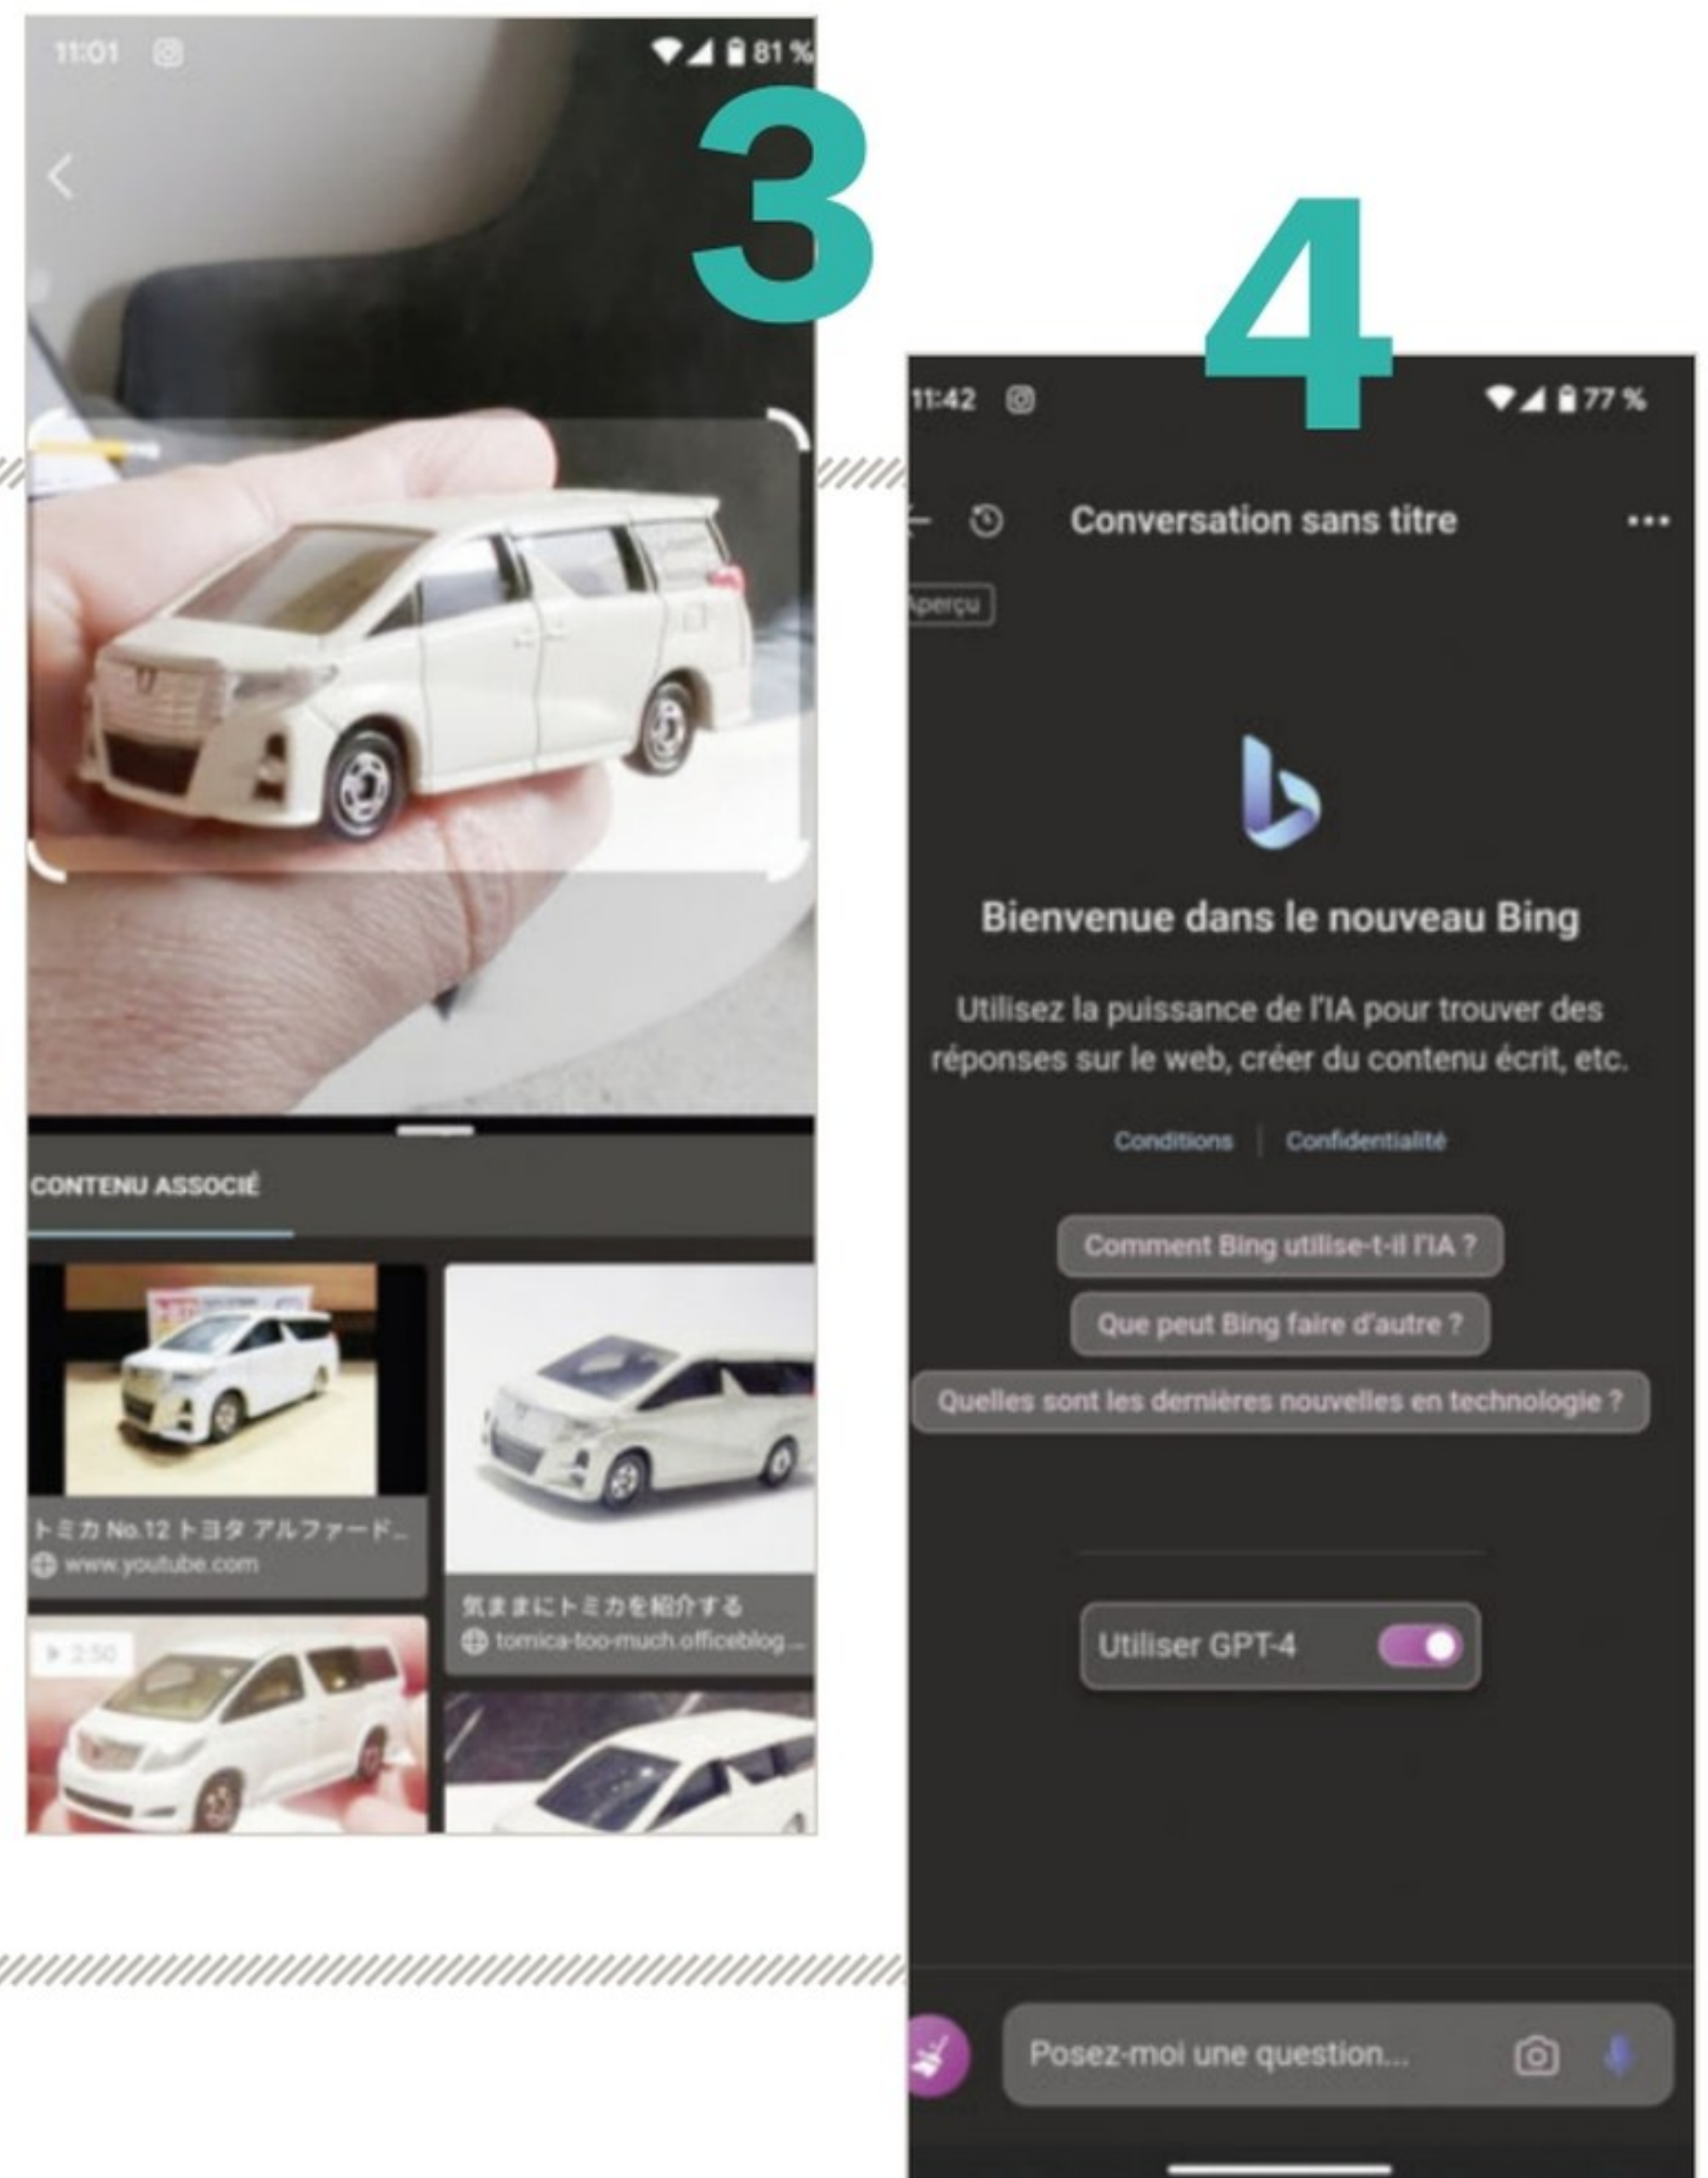 11:01
81 %
3
CONTENU ASSOCIÉ
トミカ No.12 トヨタ アルファード...
www.youtube.com
2:50
気ままにトミカを紹介する
tomica-too-much.officeblog...
4
11:42
77 %
Conversation sans titre
Aperçu
Bienvenue dans le nouveau Bing
Utilisez la puissance de l'IA pour trouver des
réponses sur le web, créer du contenu écrit, etc.
Conditions | Confidentialité
Comment Bing utilise-t-il l'IA ?
Que peut Bing faire d'autre ?
Quelles sont les dernières nouvelles en technologie ?
Utiliser GPT-4
Posez-moi une question...